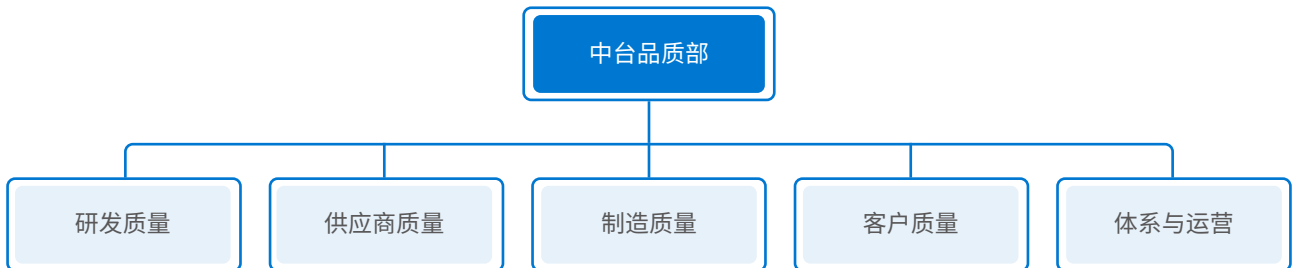 中台品质部
研发质量
供应商质量
制造质量
客户质量
体系与运营